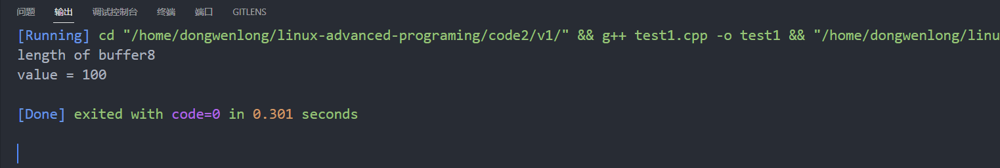 问题 输出 调试控制台 终端 端口 GITLENS
[Running] cd "/home/dongwenlong/linux-advanced-programing/code2/v1/" && g++ test1.cpp -o test1 && "/home/dongwenlong/linu
length of buffer8
value = 100
[Done] exited with code=0 in 0.301 seconds